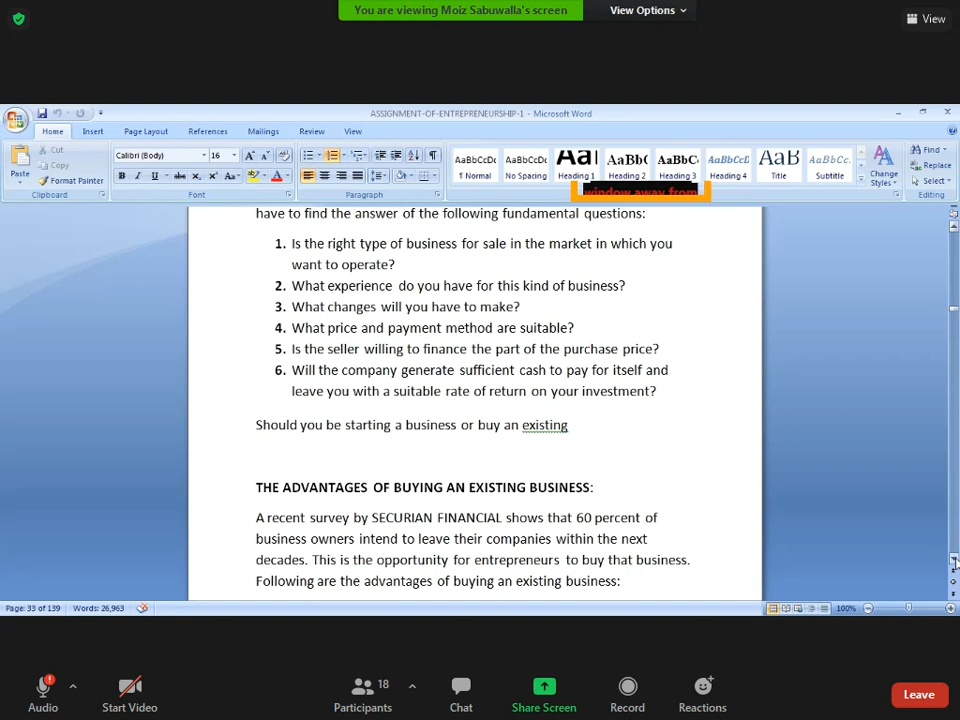 You are viewing Moiz Sabuwalla's screen
View Options
View
ASSIGNMENT-OF-ENTREPRENEURSHIP-1 - Microsoft Word
Home Insert Page Layout References Mailings Review View
Cut
Copy
Format Painter
Paste
Clipboard
Calibri (Body) 16
Font
Paragraph
AaBbCcDc AaBbCcDc AaBb( AaBbC AaBbCcD AaB AaBbCc.
¶ Normal No Spacing Heading 1 Heading 2 Heading 3 Heading 4 Title Subtitle
Change
Styles
Find
Replace
Select
Editing
window away from
have to find the answer of the following fundamental questions:
1. Is the right type of business for sale in the market in which you
want to operate?
2. What experience do you have for this kind of business?
3. What changes will you have to make?
4. What price and payment method are suitable?
5. Is the seller willing to finance the part of the purchase price?
6. Will the company generate sufficient cash to pay for itself and
leave you with a suitable rate of return on your investment?
Should you be starting a business or buy an existing
THE ADVANTAGES OF BUYING AN EXISTING BUSINESS:
A recent survey by SECURIAN FINANCIAL shows that 60 percent of
business owners intend to leave their companies within the next
decades. This is the opportunity for entrepreneurs to buy that business.
Following are the advantages of buying an existing business:
Page: 33 of 139 Words: 26,963 100%
18
Audio Start Video Participants Chat Share Screen Record Reactions Leave